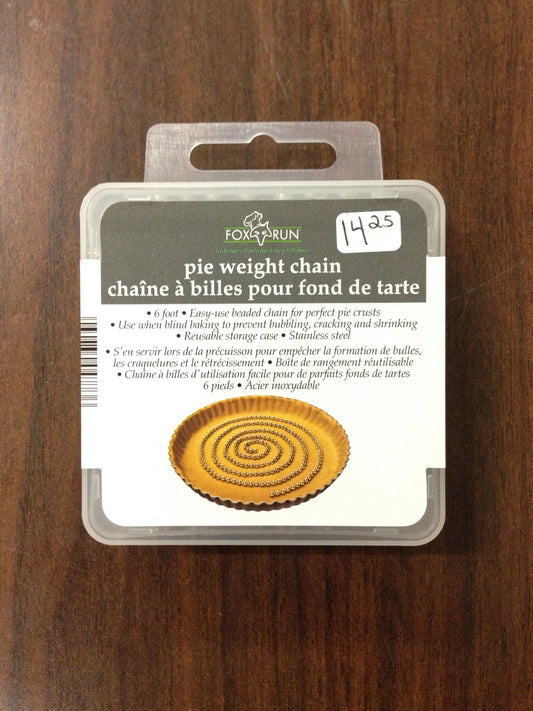 FOX RUN
Culinary Tools for Every Kitchen
14 25
pie weight chain
chaîne à billes pour fond de tarte
• 6 foot • Easy-use beaded chain for perfect pie crusts
• Use when blind baking to prevent bubbling, cracking and shrinking
• Reusable storage case • Stainless steel
• S'en servir lors de la précuisson pour empêcher la formation de bulles,
les craquelures et le rétrécissement • Boîte de rangement réutilisable
• Chaîne à billes d'utilisation facile pour de parfaits fonds de tartes
6 pieds • Acier inoxydable